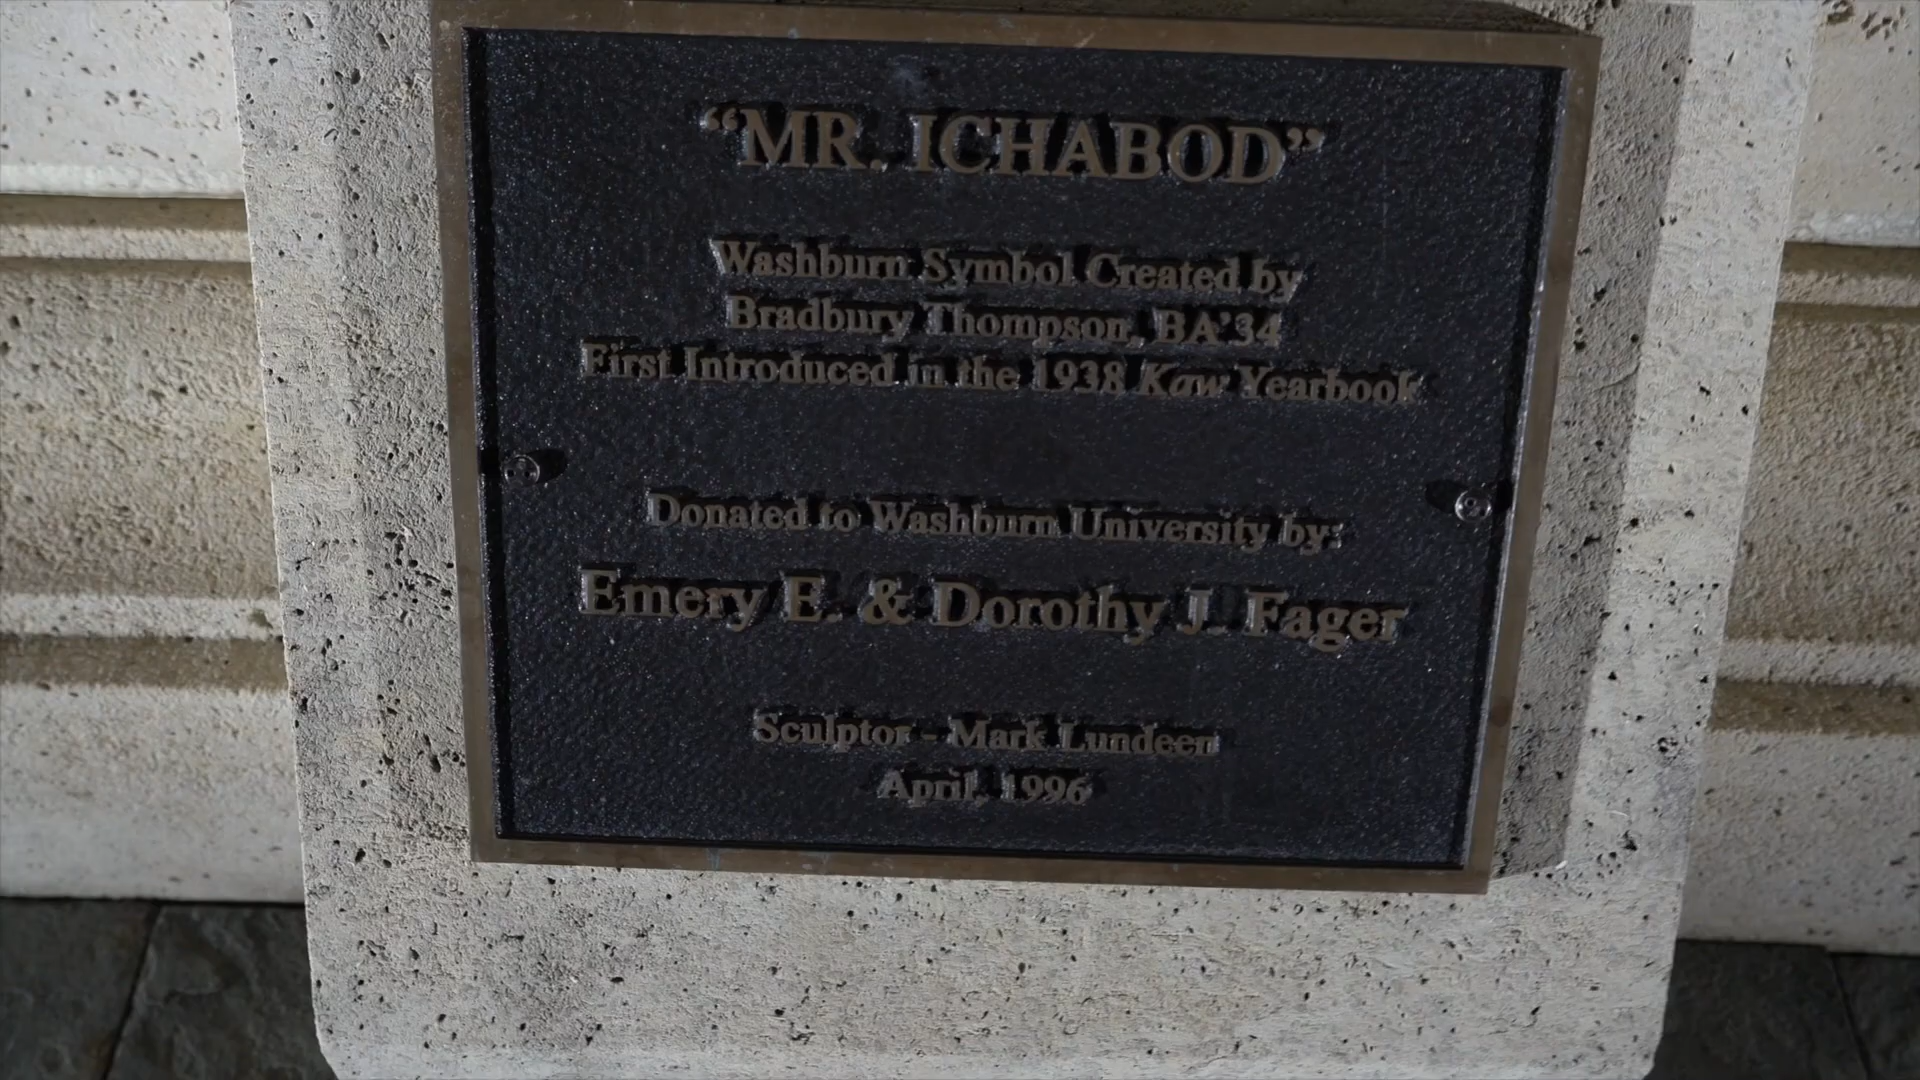 “MR. ICHABOD”
Washburn Symbol Created by
Bradbury Thompson, BA’34
First Introduced in the 1938 Kaw Yearbook
Donated to Washburn University by:
Emery E. & Dorothy J. Fager
Sculptor - Mark Lundeen
April, 1996